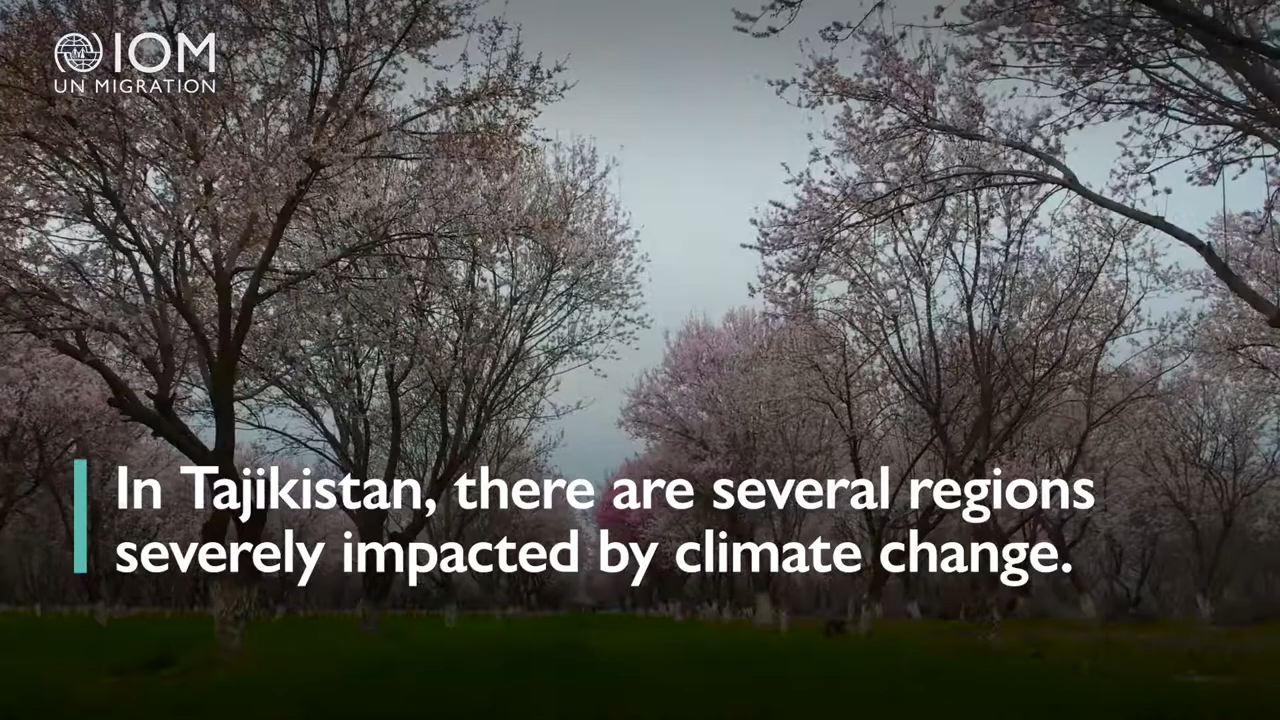 IOM
UN MIGRATION
In Tajikistan, there are several regions
severely impacted by climate change.